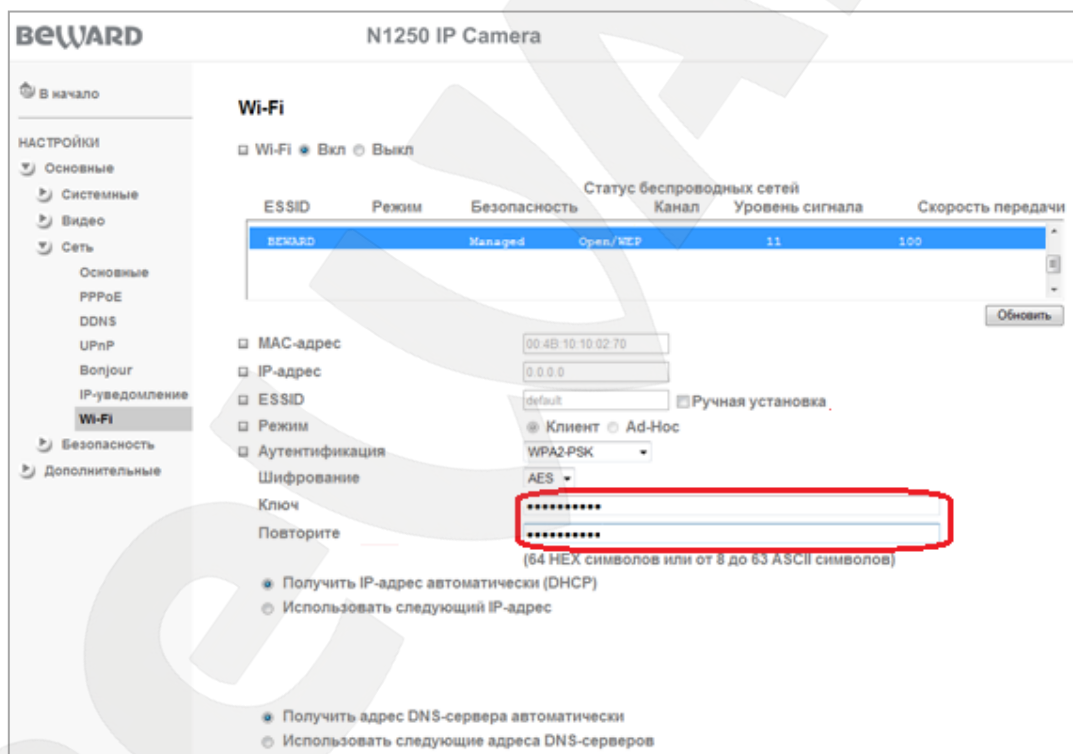 BEWARD
N1250 IP Camera
В начало
НАСТРОЙКИ
Основные
Системные
Видео
Сеть
Основные
PPPoE
DDNS
UPnP
Bonjour
IP-уведомление
Wi-Fi
Безопасность
Дополнительные
Wi-Fi
Wi-Fi Вкл Выкл
Статус беспроводных сетей
ESSID Режим Безопасность Канал Уровень сигнала Скорость передачи
BEWARD Managed Open/WEP 11 100
Обновить
MAC-адрес 00:4B:10:10:02:70
IP-адрес 0.0.0.0
ESSID default Ручная установка
Режим Клиент Ad-Hoc
Аутентификация WPA2-PSK
Шифрование AES
Ключ ••••••••••
Повторите ••••••••••
(64 HEX символов или от 8 до 63 ASCII символов)
Получить IP-адрес автоматически (DHCP)
Использовать следующий IP-адрес
Получить адрес DNS-сервера автоматически
Использовать следующие адреса DNS-серверов